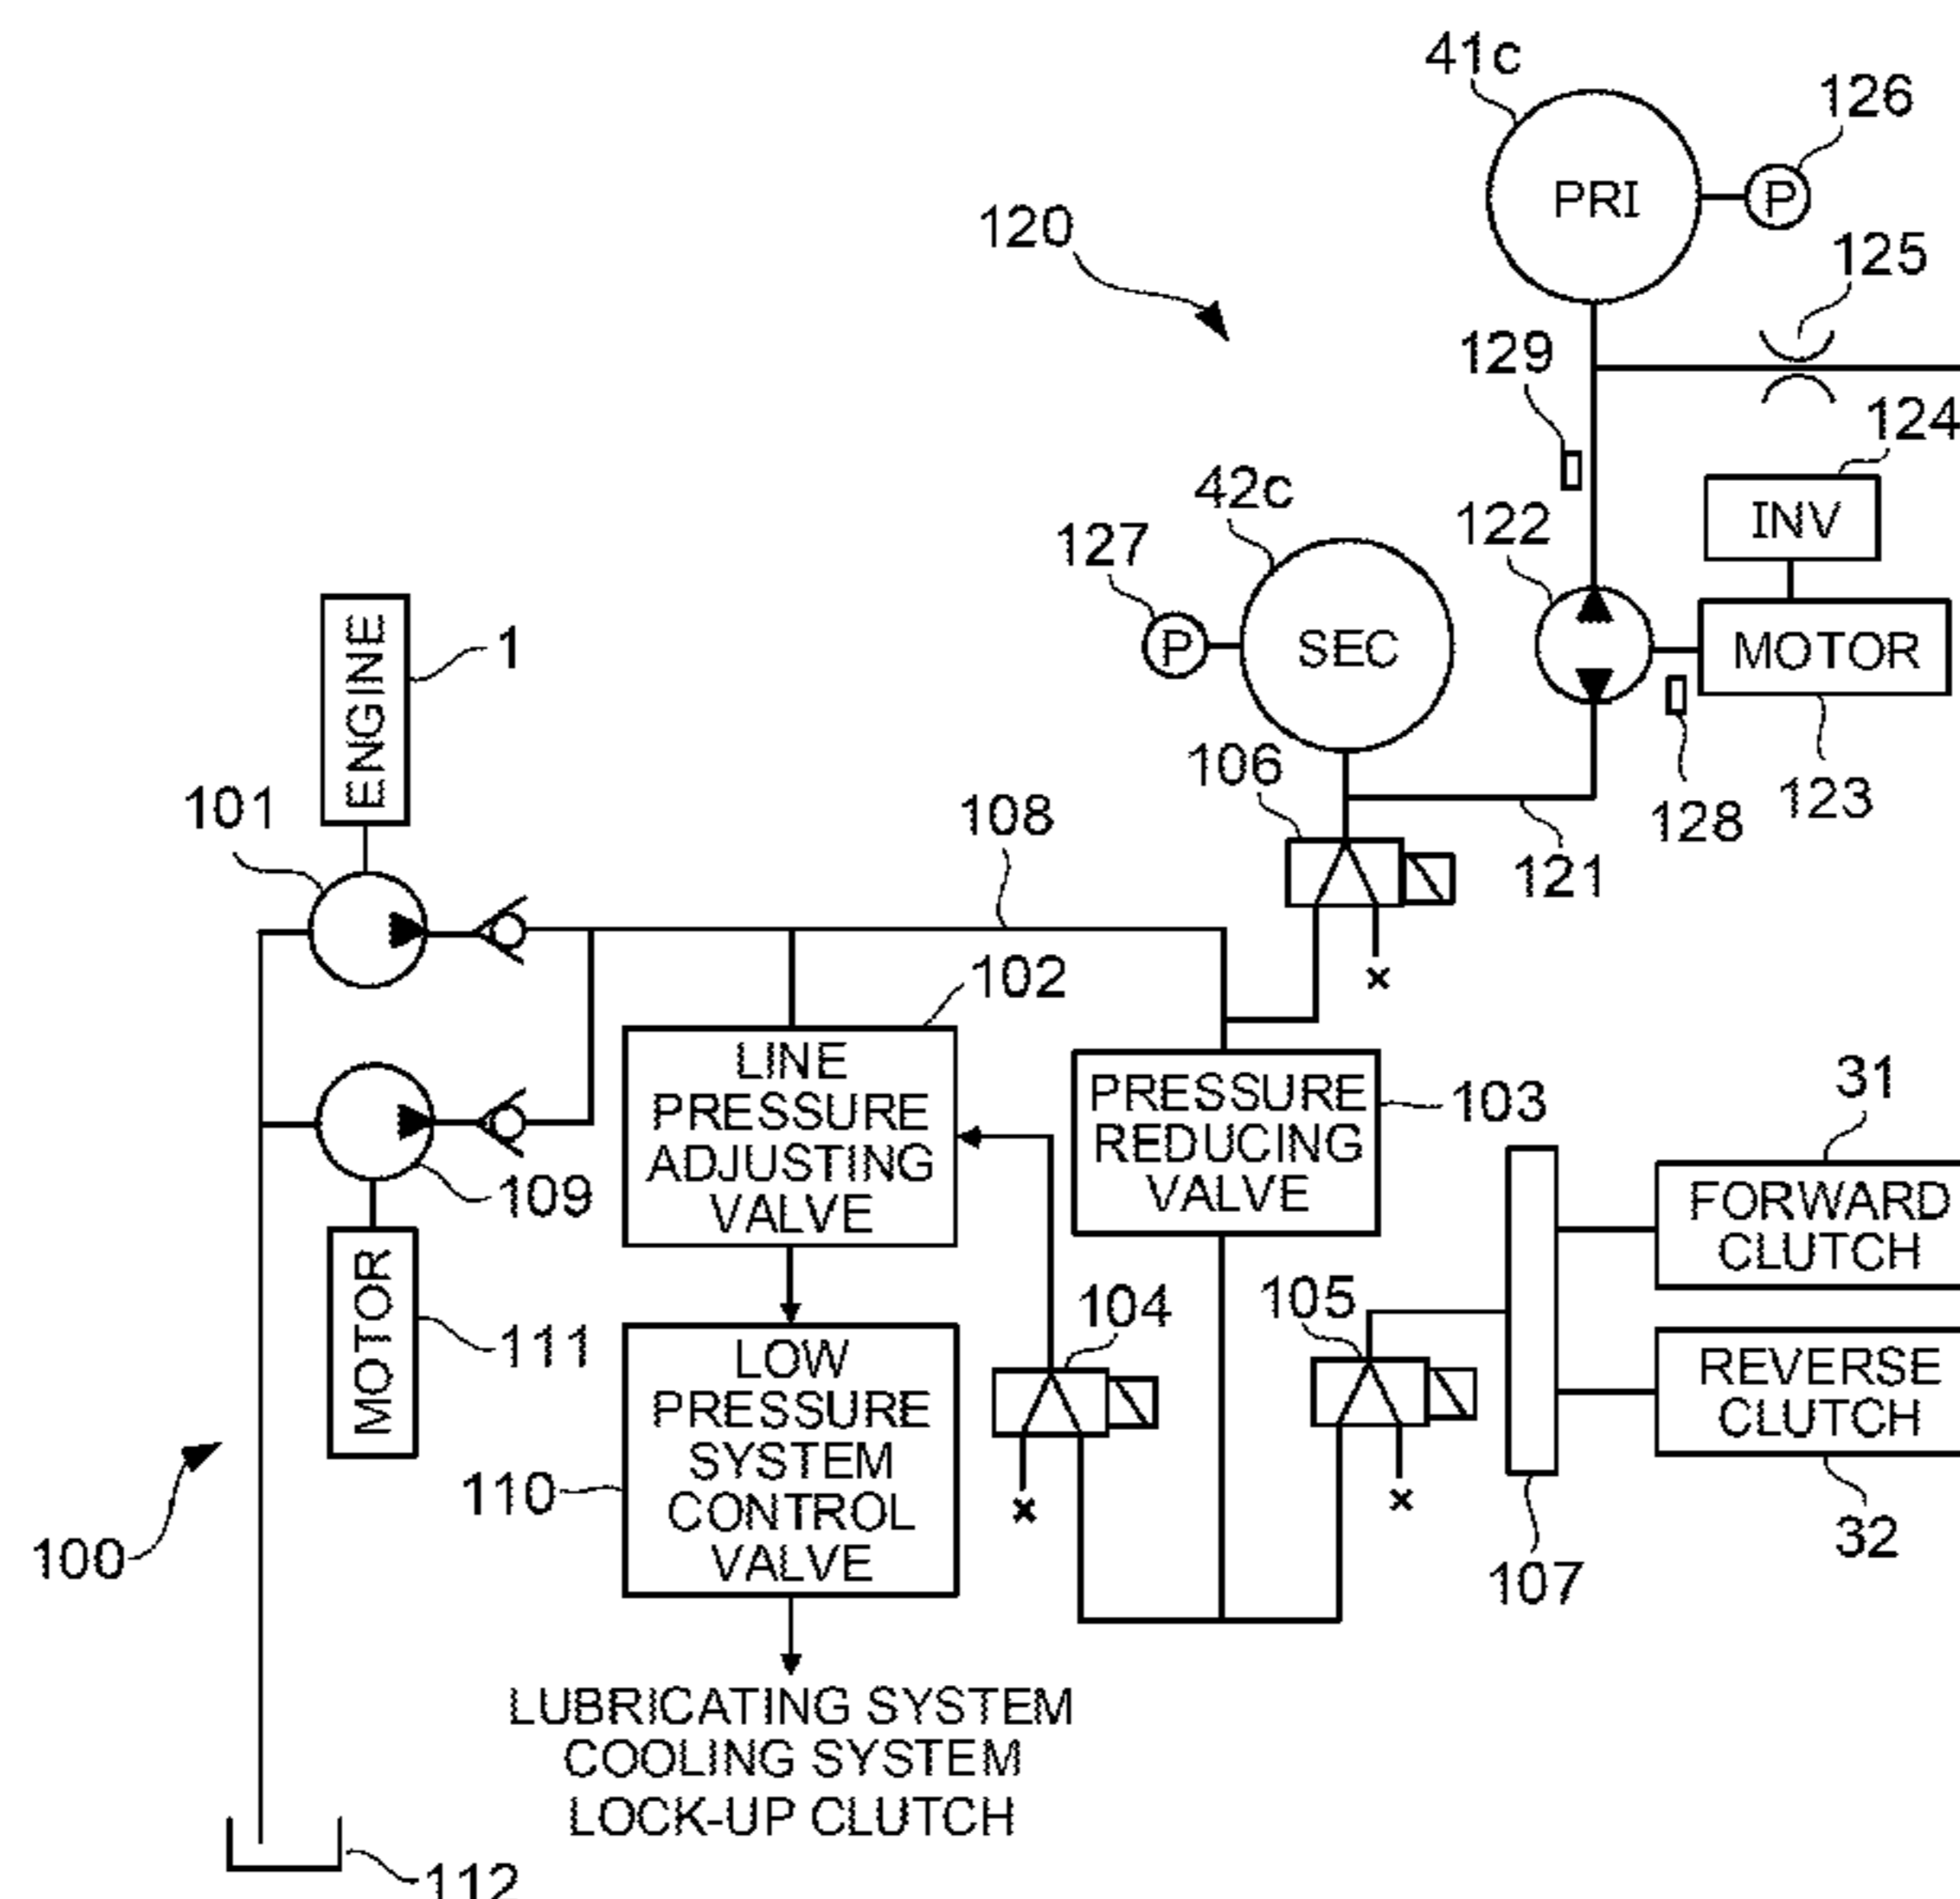 41c
126
PRI
P
120
125
129
124
42c
INV
122
127
SEC
P
MOTOR
ENGINE
1
106
123
128
101
108
121
102
×
LINE
PRESSURE
ADJUSTING
VALVE
PRESSURE
REDUCING
VALVE
103
31
109
FORWARD
CLUTCH
MOTOR
111
104
105
LOW
PRESSURE
SYSTEM
CONTROL
VALVE
REVERSE
CLUTCH
110
×
×
100
32
107
LUBRICATING SYSTEM
COOLING SYSTEM
LOCK-UP CLUTCH
112